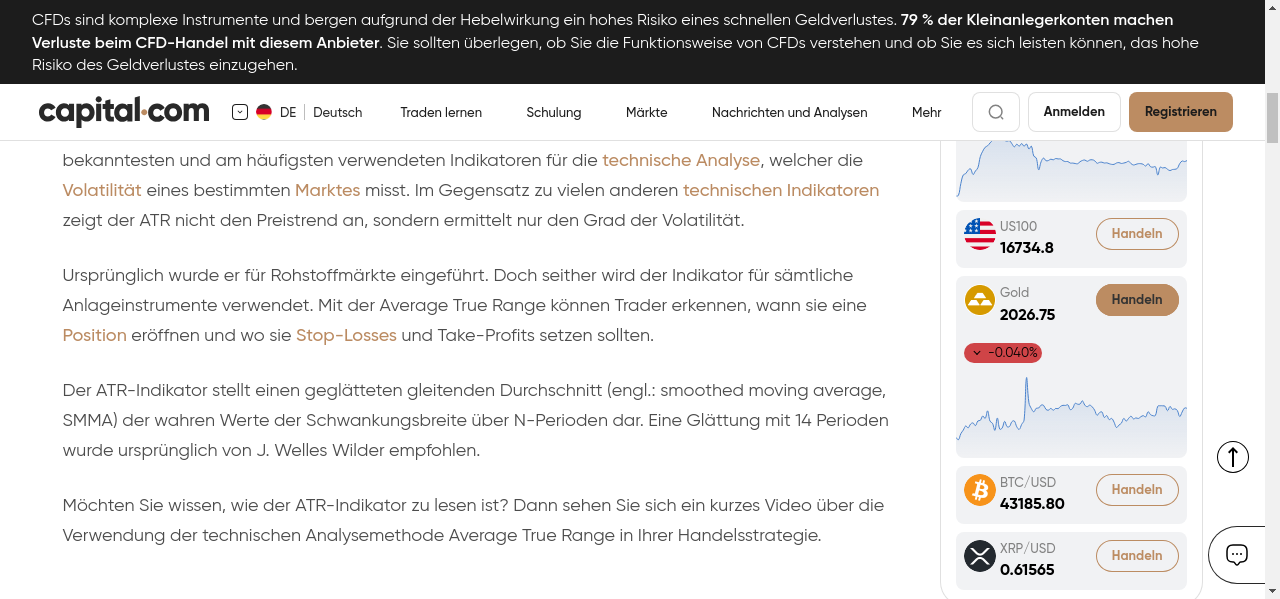 CFDs sind komplexe Instrumente und bergen aufgrund der Hebelwirkung ein hohes Risiko eines schnellen Geldverlustes. 79 % der Kleinanlegerkonten machen
Verluste beim CFD-Handel mit diesem Anbieter. Sie sollten überlegen, ob Sie die Funktionsweise von CFDs verstehen und ob Sie es sich leisten können, das hohe
Risiko des Geldverlustes einzugehen.
capital.com DE Deutsch Traden lernen Schulung Märkte Nachrichten und Analysen Mehr Anmelden Registrieren
bekanntesten und am häufigsten verwendeten Indikatoren für die technische Analyse, welcher die
Volatilität eines bestimmten Marktes misst. Im Gegensatz zu vielen anderen technischen Indikatoren
zeigt der ATR nicht den Preistrend an, sondern ermittelt nur den Grad der Volatilität.
Ursprünglich wurde er für Rohstoffmärkte eingeführt. Doch seither wird der Indikator für sämtliche
Anlageinstrumente verwendet. Mit der Average True Range können Trader erkennen, wann sie eine
Position eröffnen und wo sie Stop-Losses und Take-Profits setzen sollten.
Der ATR-Indikator stellt einen geglätteten gleitenden Durchschnitt (engl.: smoothed moving average,
SMMA) der wahren Werte der Schwankungsbreite über N-Perioden dar. Eine Glättung mit 14 Perioden
wurde ursprünglich von J. Welles Wilder empfohlen.
Möchten Sie wissen, wie der ATR-Indikator zu lesen ist? Dann sehen Sie sich ein kurzes Video über die
Verwendung der technischen Analysemethode Average True Range in Ihrer Handelsstrategie.
US100
16734.8
Handeln
Gold
2026.75
Handeln
-0.040%
BTC/USD
43185.80
Handeln
XRP/USD
0.61565
Handeln